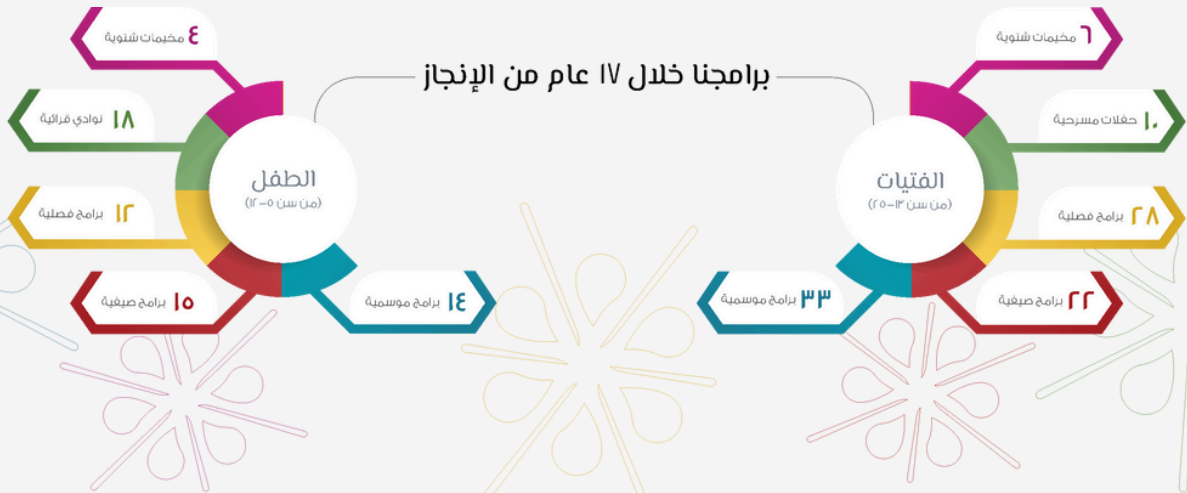 برامجنا خلال ١٧ عام من الإنجاز
الفتيات
(من سن ١٣-٢٥)
٦ مخيمات شتوية
١٠ حفلات مسرحية
٢٨ برامج فصلية
٢٢ برامج صيفية
٣٣ برامج موسمية
الطفل
(من سن ٥-١٢)
٤ مخيمات شتوية
١٨ نوادي قرائية
١٢ برامج فصلية
١٥ برامج صيفية
١٤ برامج موسمية